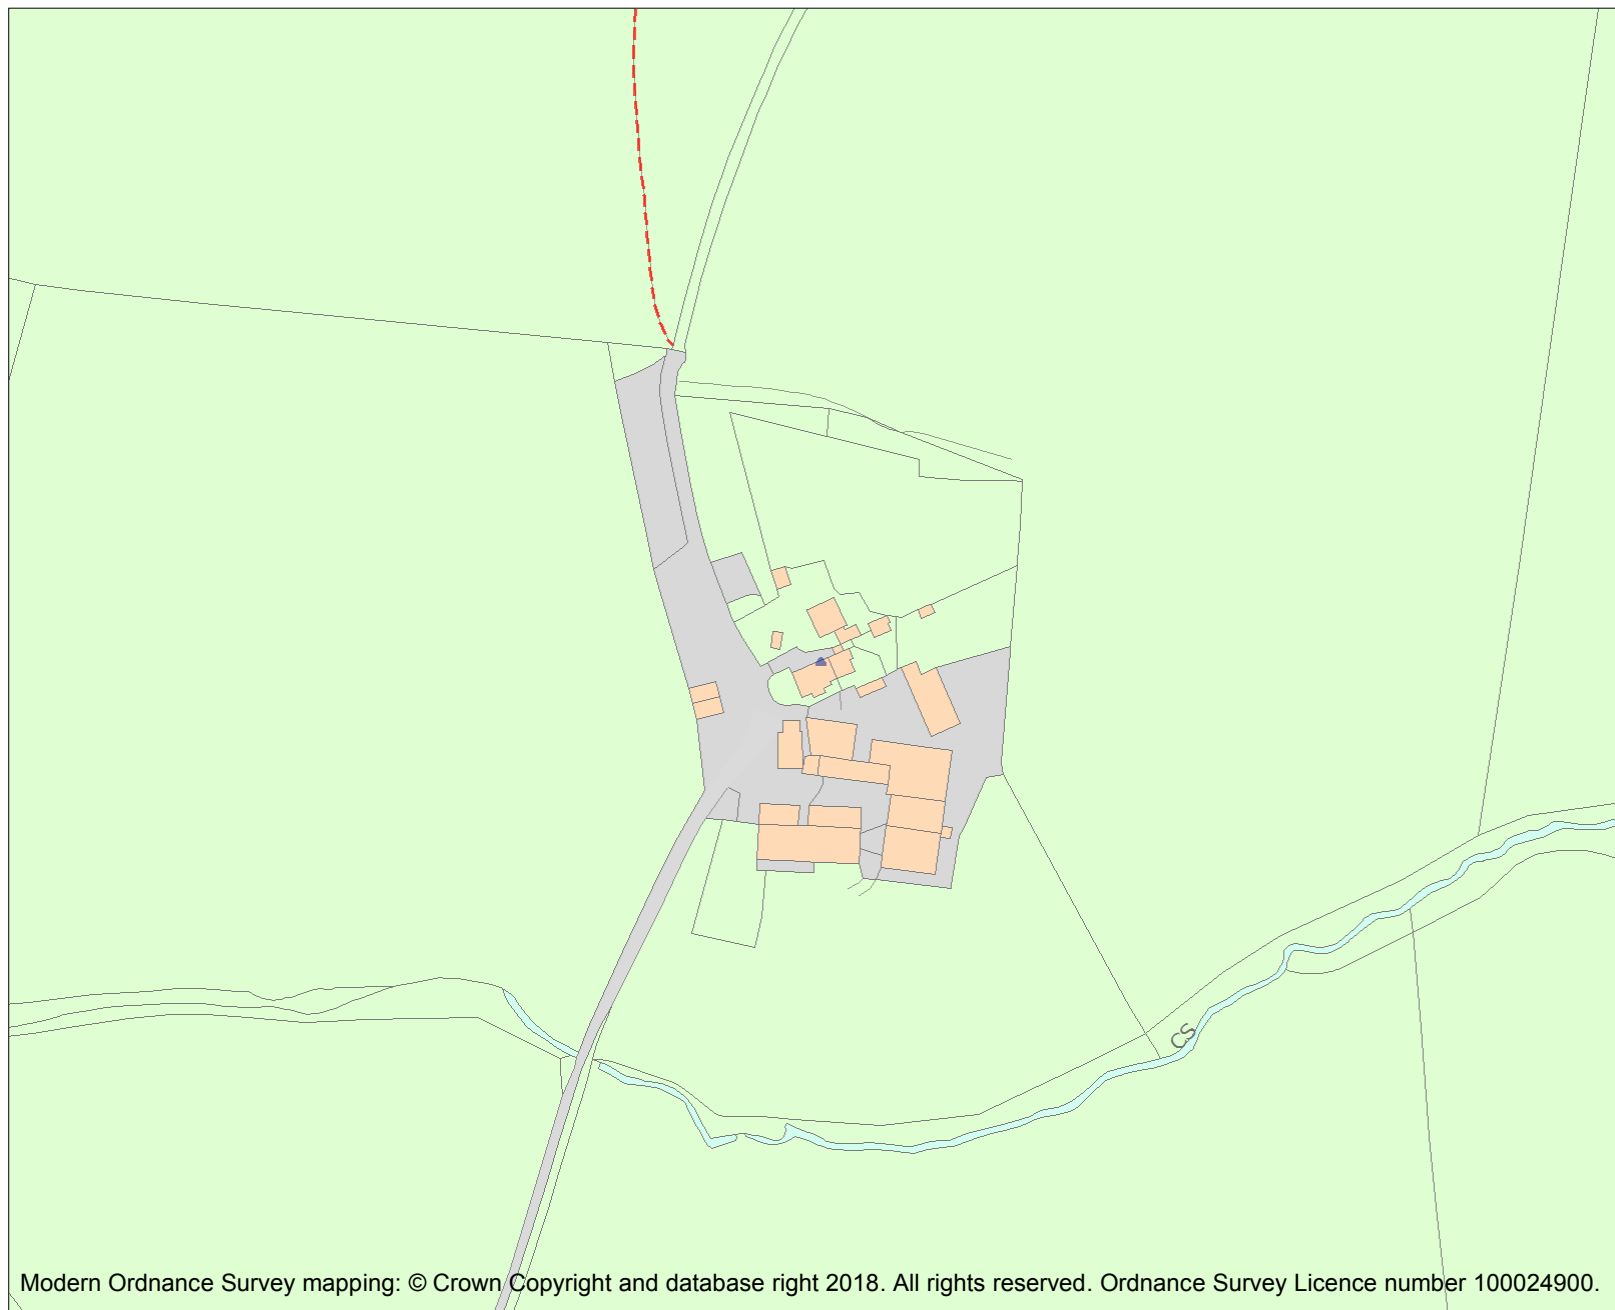 CS
Modern Ordnance Survey mapping: © Crown Copyright and database right 2018. All rights reserved. Ordnance Survey Licence number 100024900.